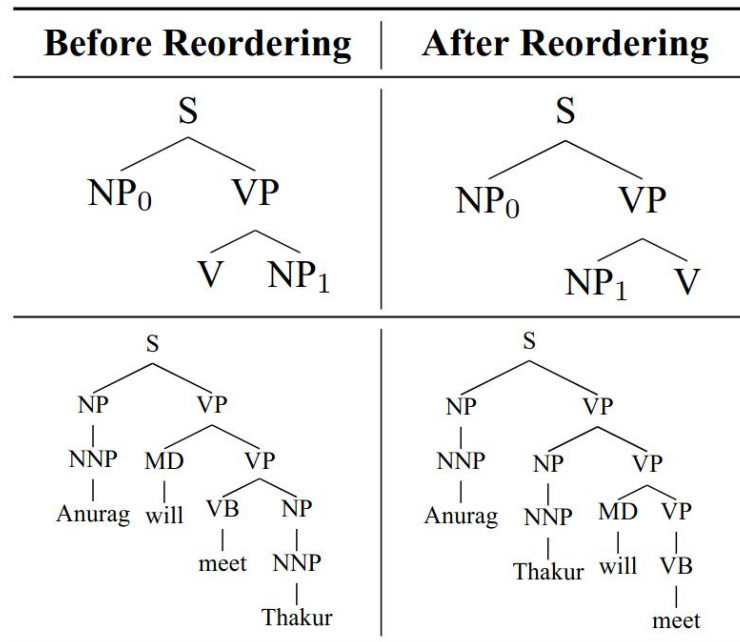 Before Reordering After Reordering
S S
NP₀ VP NP₀ VP
V NP₁ NP₁ V
S S
NP VP NP VP
NNP MD VP NNP NP VP
Anurag will VB NP Anurag NNP MD VP
meet NNP Thakur will VB
Thakur meet